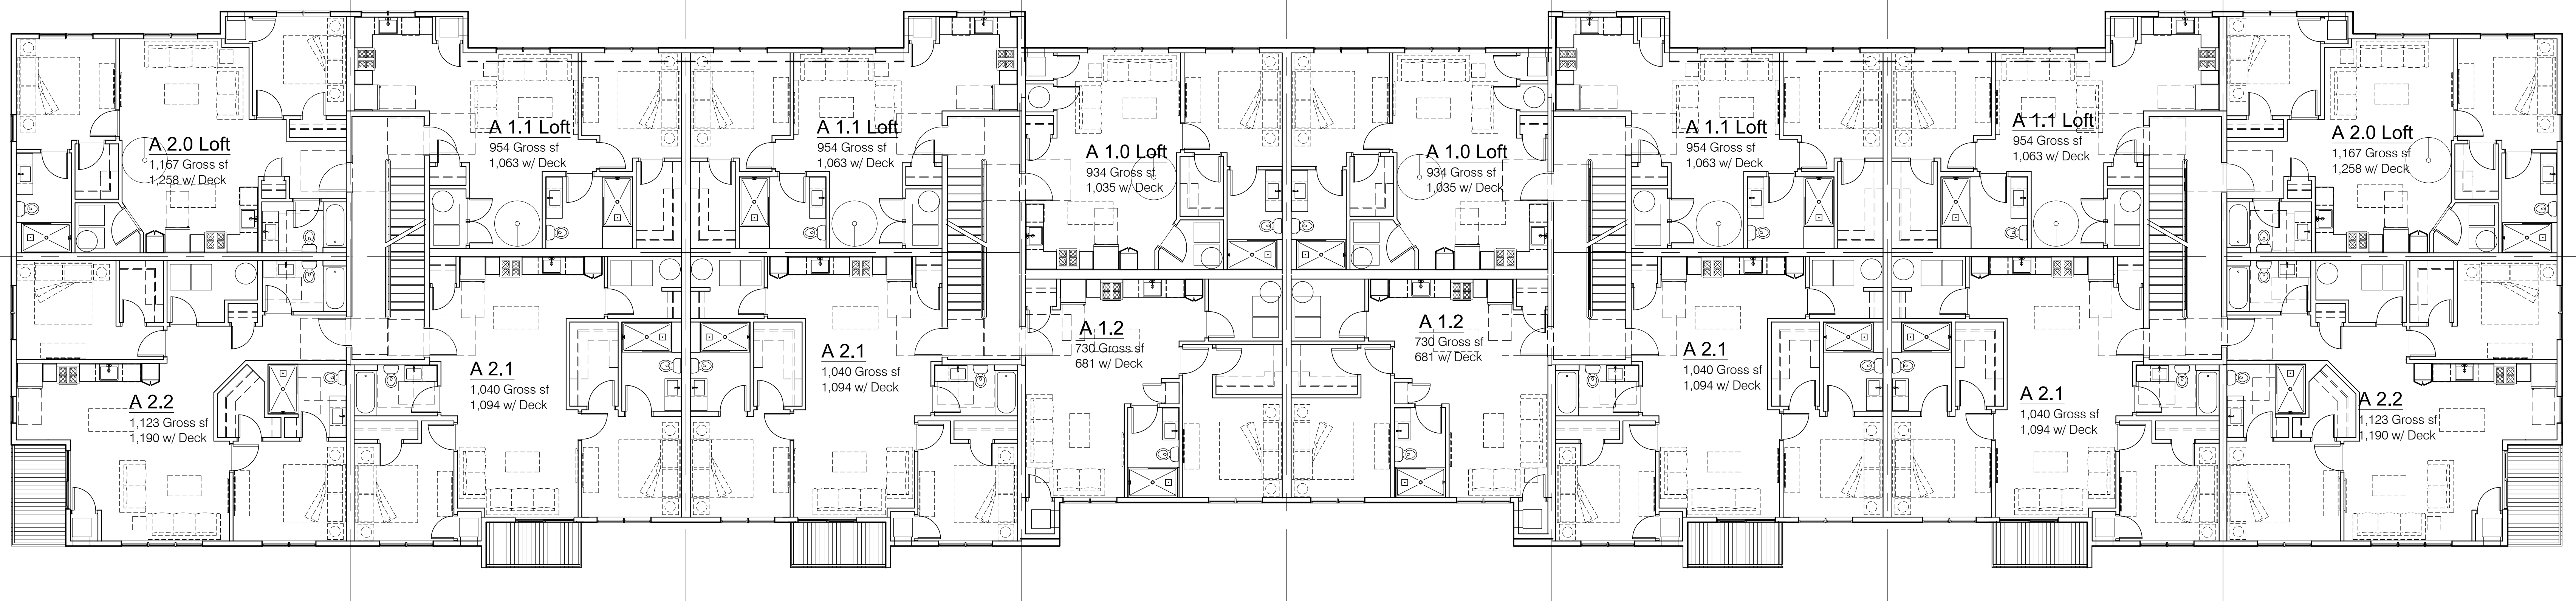 A 2.0 Loft
1,167 Gross sf
1,258 w/ Deck
A 1.1 Loft
954 Gross sf
1,063 w/ Deck
A 1.1 Loft
954 Gross sf
1,063 w/ Deck
A 1.0 Loft
934 Gross sf
1,035 w/ Deck
A 1.0 Loft
934 Gross sf
1,035 w/ Deck
A 1.1 Loft
954 Gross sf
1,063 w/ Deck
A 1.1 Loft
954 Gross sf
1,063 w/ Deck
A 2.0 Loft
1,167 Gross sf
1,258 w/ Deck
A 2.2
1,123 Gross sf
1,190 w/ Deck
A 2.1
1,040 Gross sf
1,094 w/ Deck
A 2.1
1,040 Gross sf
1,094 w/ Deck
A 1.2
730 Gross sf
681 w/ Deck
A 1.2
730 Gross sf
681 w/ Deck
A 2.1
1,040 Gross sf
1,094 w/ Deck
A 2.1
1,040 Gross sf
1,094 w/ Deck
A 2.2
1,123 Gross sf
1,190 w/ Deck